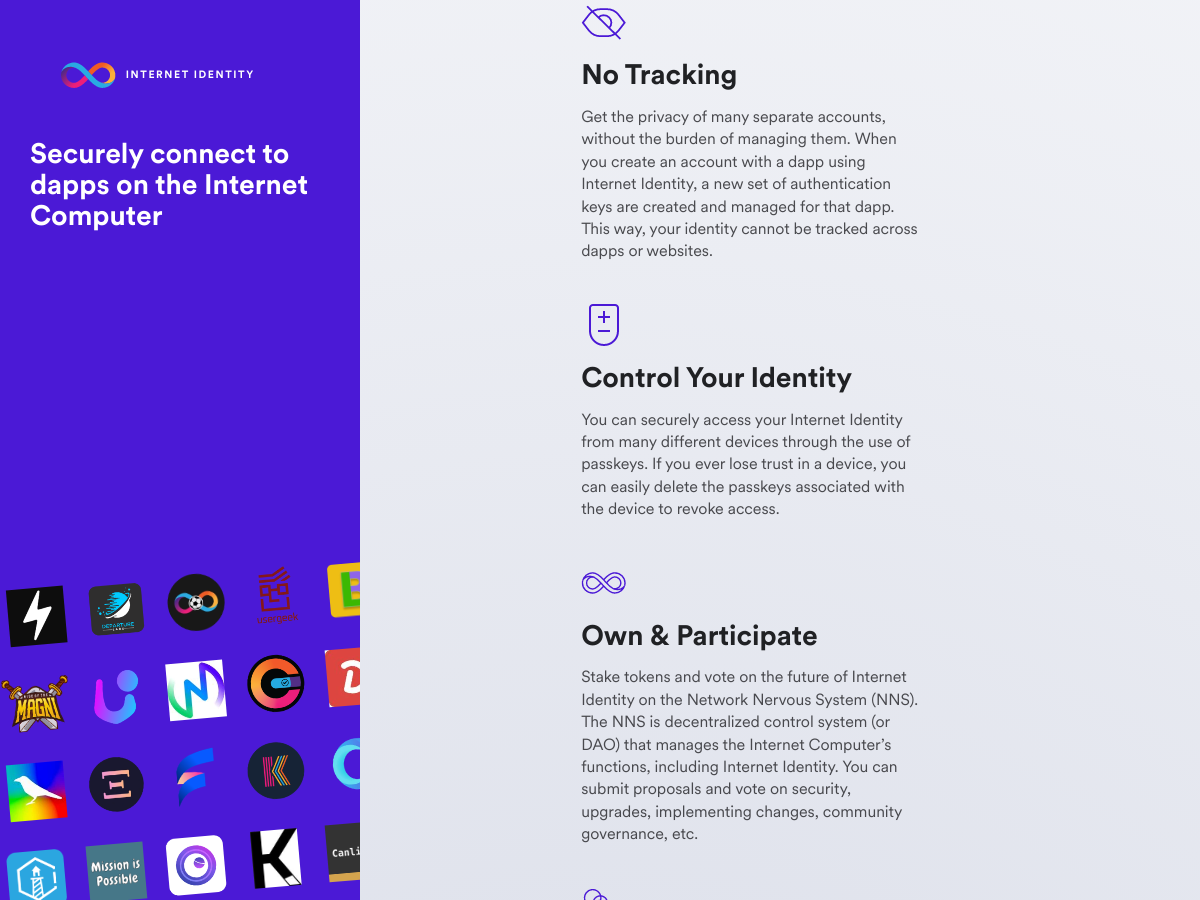 INTERNET IDENTITY
Securely connect to
dapps on the Internet
Computer
DEPARTURE
LABS
MAGNI
Mission is
Possible
Canli
No Tracking
Get the privacy of many separate accounts,
without the burden of managing them. When
you create an account with a dapp using
Internet Identity, a new set of authentication
keys are created and managed for that dapp.
This way, your identity cannot be tracked across
dapps or websites.
Control Your Identity
You can securely access your Internet Identity
from many different devices through the use of
passkeys. If you ever lose trust in a device, you
can easily delete the passkeys associated with
the device to revoke access.
Own & Participate
Stake tokens and vote on the future of Internet
Identity on the Network Nervous System (NNS).
The NNS is decentralized control system (or
DAO) that manages the Internet Computer’s
functions, including Internet Identity. You can
submit proposals and vote on security,
upgrades, implementing changes, community
governance, etc.